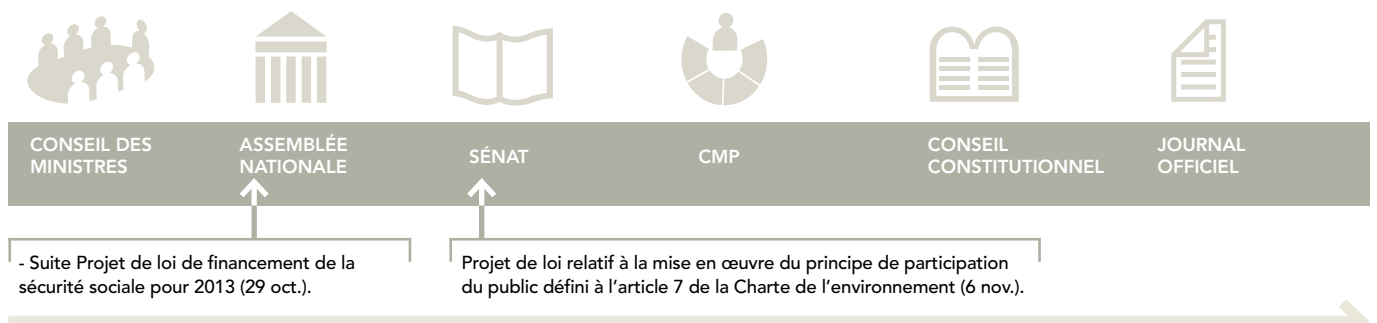 CONSEIL DES
MINISTRES
ASSEMBLÉE
NATIONALE
SÉNAT
CMP
CONSEIL
CONSTITUTIONNEL
JOURNAL
OFFICIEL
- Suite Projet de loi de financement de la
sécurité sociale pour 2013 (29 oct.).
Projet de loi relatif à la mise en œuvre du principe de participation
du public défini à l’article 7 de la Charte de l’environnement (6 nov.).